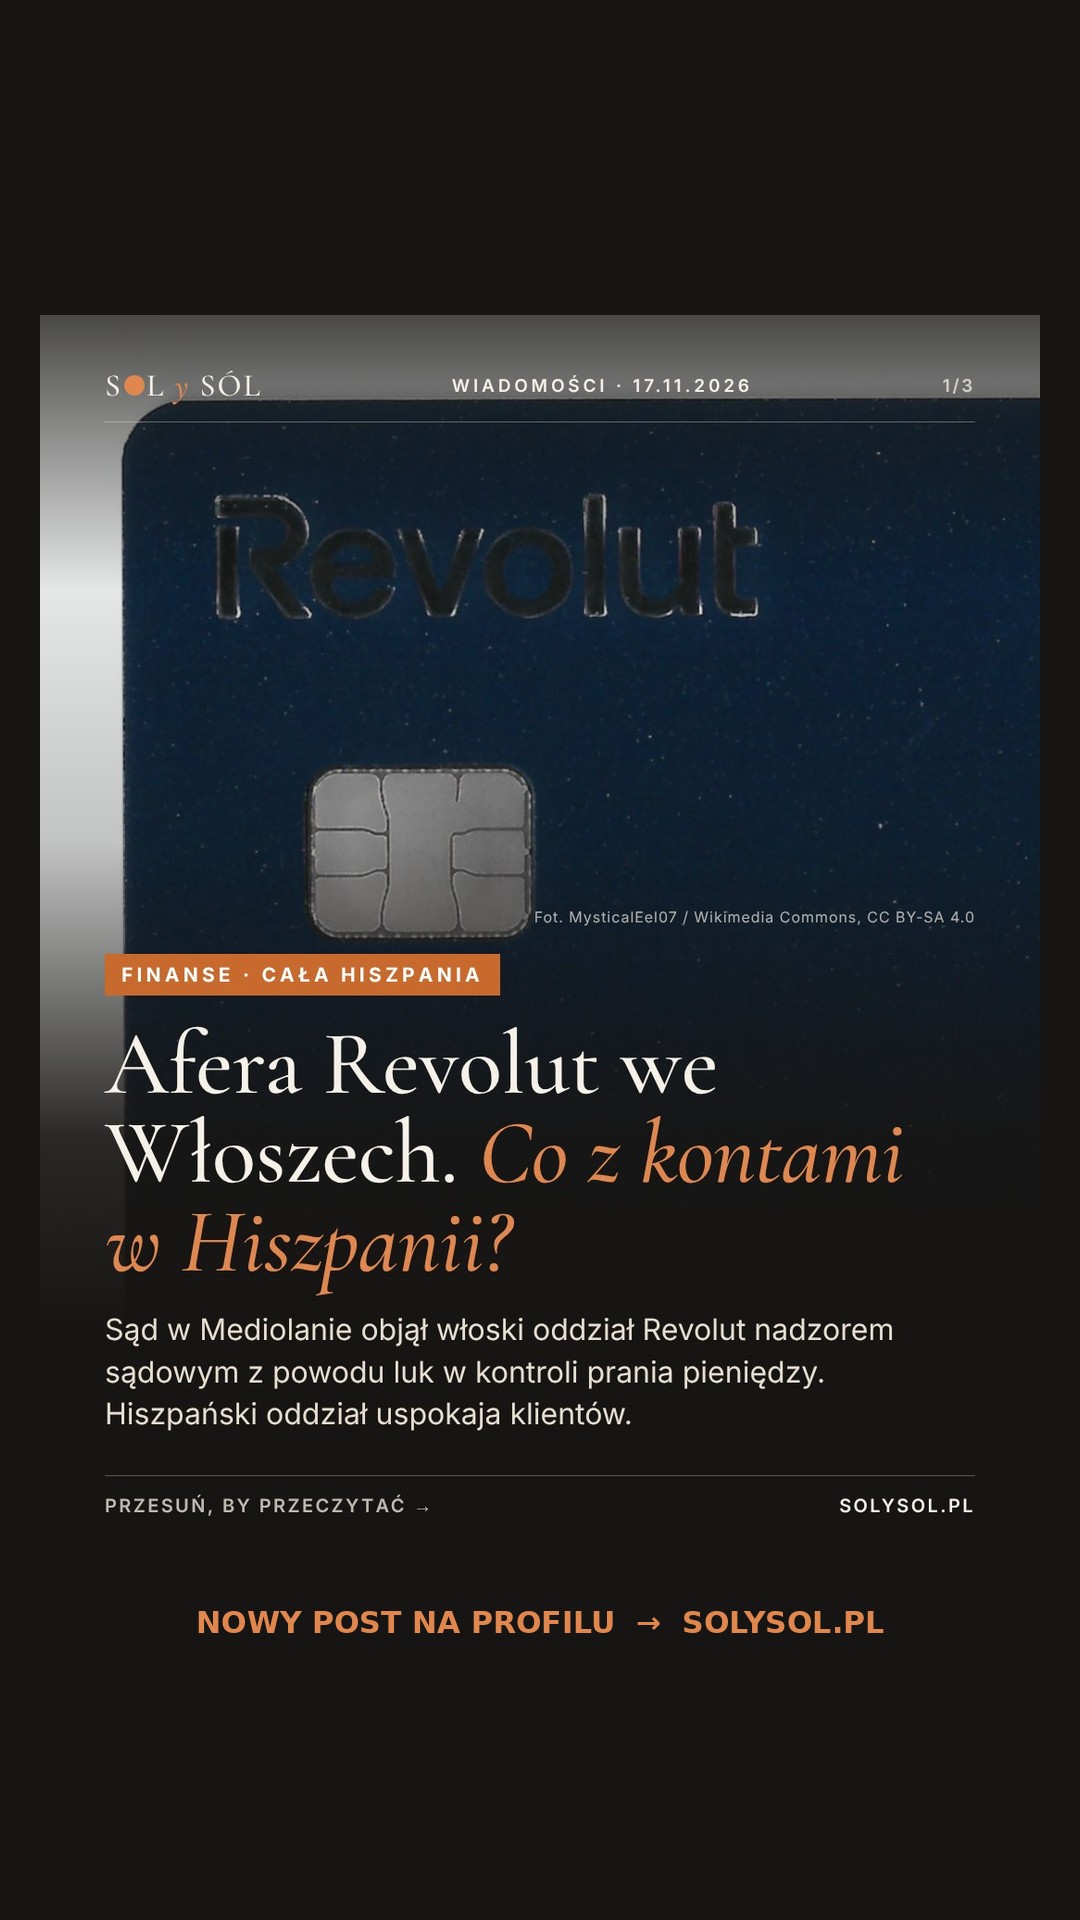 SOL y SÓL
WIADOMOŚCI · 17.11.2026
1/3
Revolut
Fot. MysticalEel07 / Wikimedia Commons, CC BY-SA 4.0
FINANSE · CAŁA HISZPANIA
Afera Revolut we
Włoszech. Co z kontami
w Hiszpanii?
Sąd w Mediolanie objął włoski oddział Revolut nadzorem
sądowym z powodu luk w kontroli prania pieniędzy.
Hiszpański oddział uspokaja klientów.
PRZESUŃ, BY PRZECZYTAĆ →
SOLYSOL.PL
NOWY POST NA PROFILU → SOLYSOL.PL